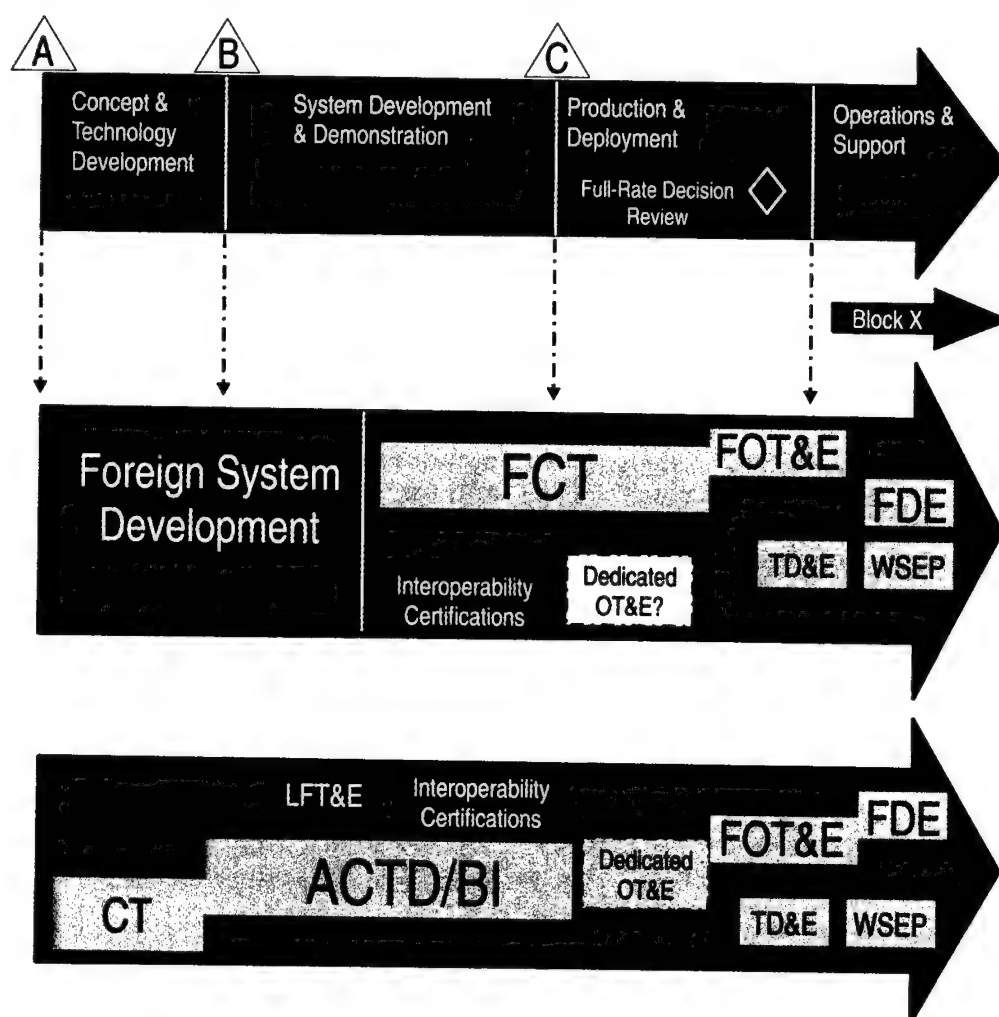 A
B
C
Concept &
Technology
Development
System Development
& Demonstration
Production &
Deployment
Full-Rate Decision
Review
Operations &
Support
Block X
Foreign System
Development
FCT
FOT&E
FDE
Interoperability
Certifications
Dedicated
OT&E?
TD&E
WSEP
LFT&E
Interoperability
Certifications
FDE
CT
ACTD/BI
Dedicated
OT&E
FOT&E
TD&E
WSEP